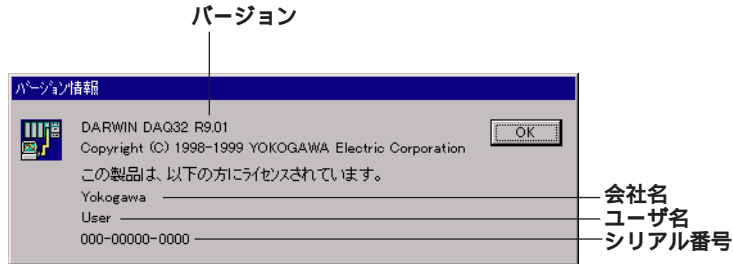 バージョン
バージョン情報
DARWIN DAQ32 R9.01
OK
Copyright (C) 1998-1999 YOKOGAWA Electric Corporation
この製品は、以下の方にライセンスされています。
Yokogawa
会社名
User
ユーザ名
000-00000-0000
シリアル番号